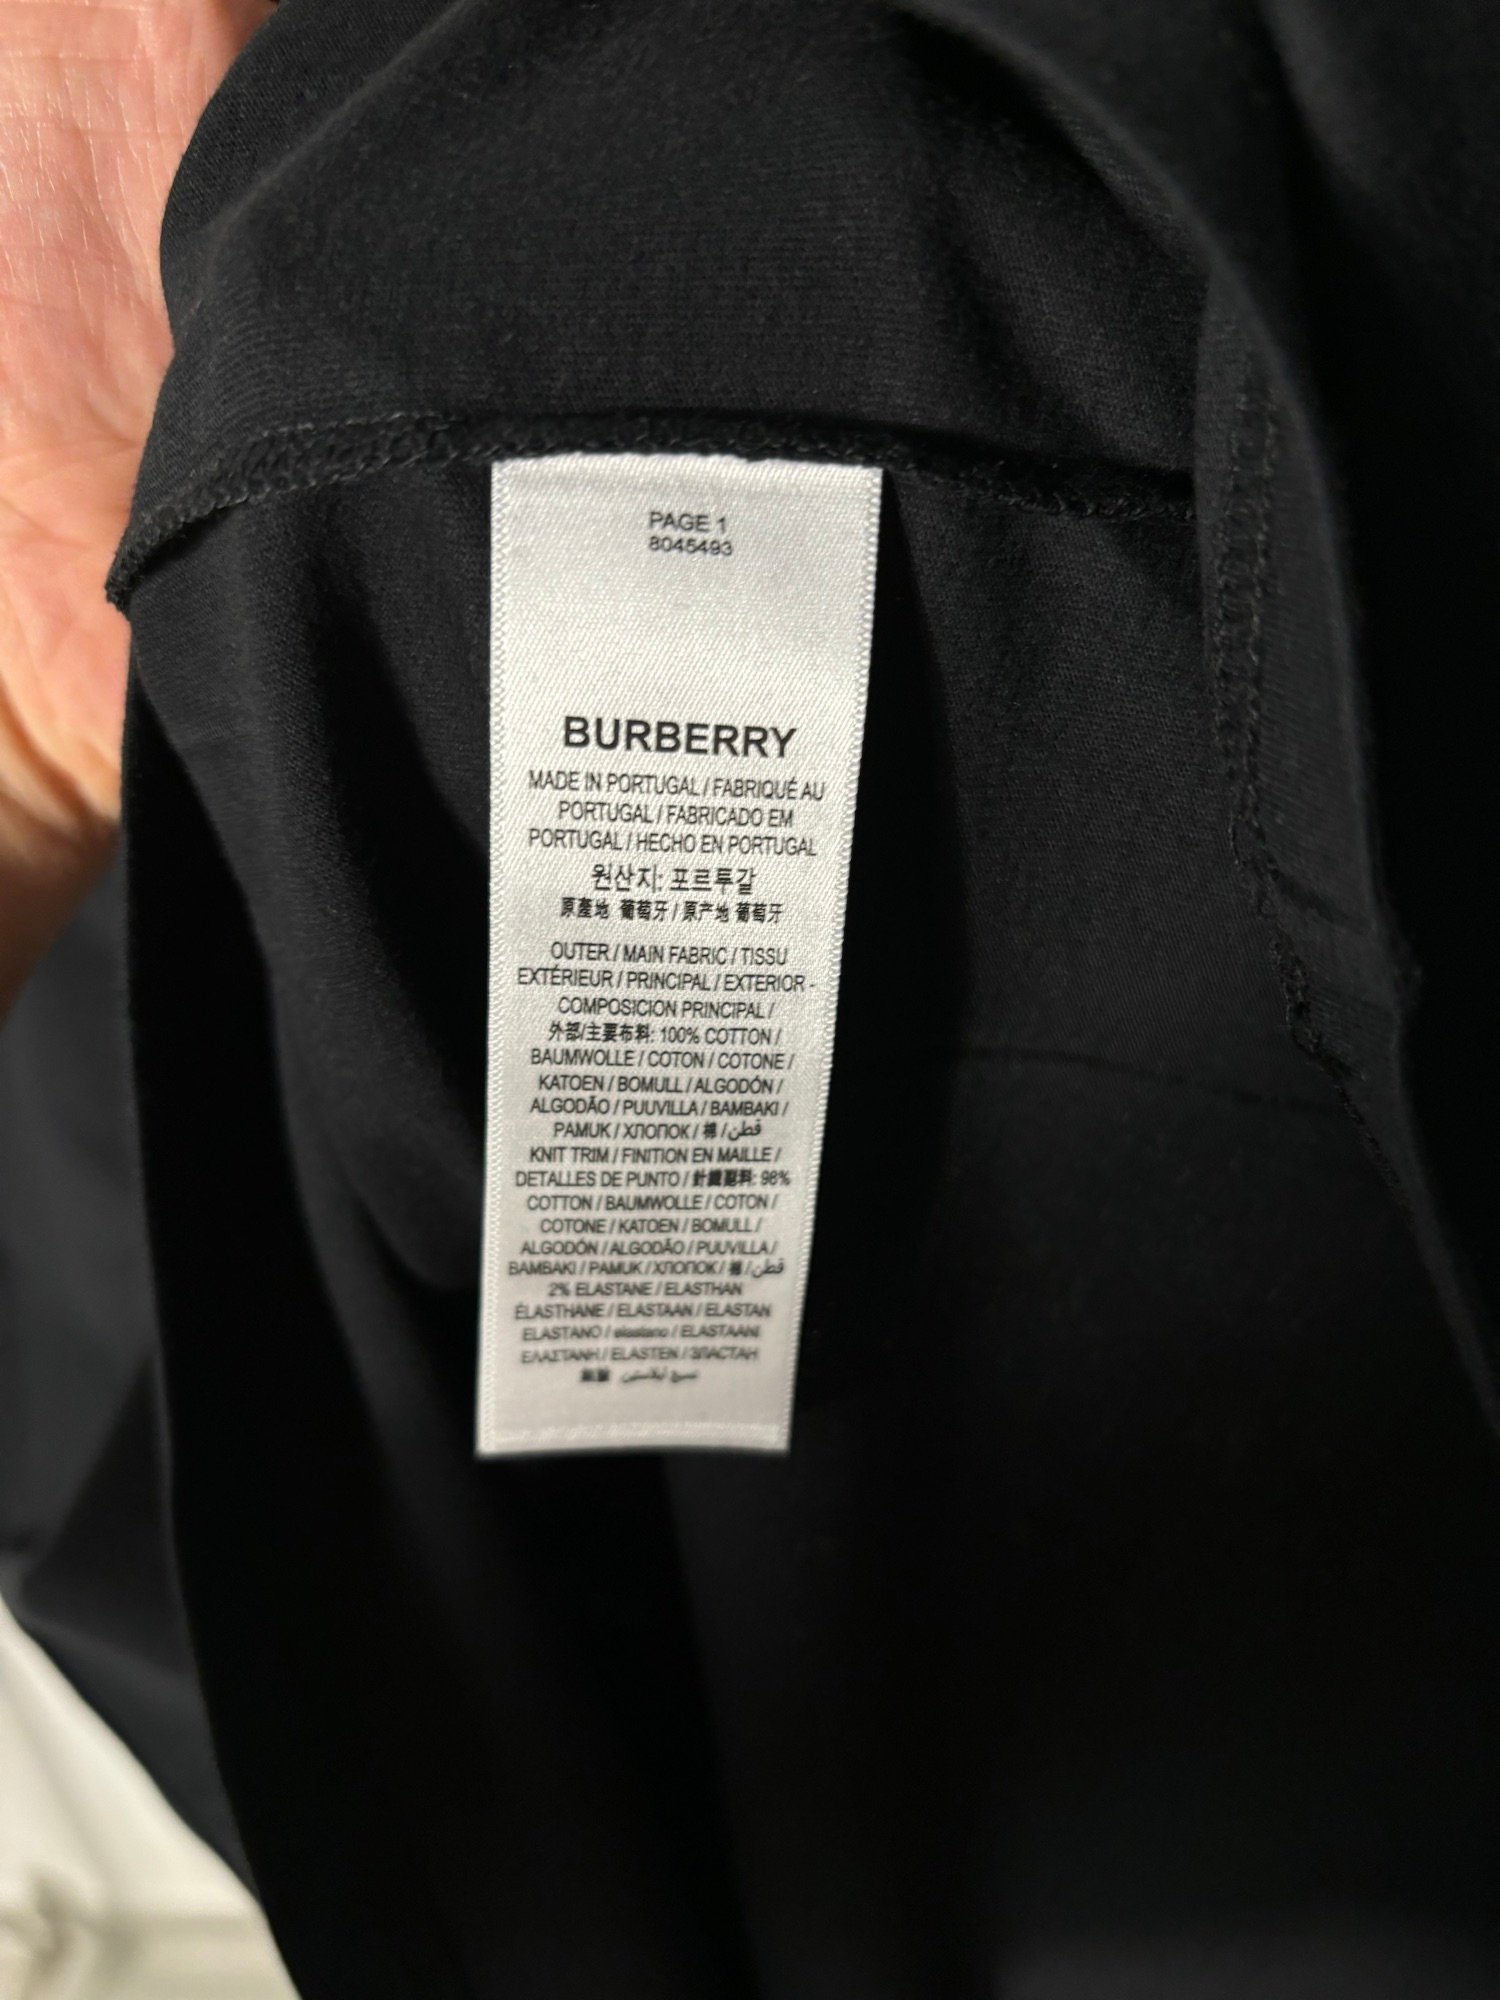 PAGE 1
8045493
BURBERRY
MADE IN PORTUGAL / FABRIQUÉ AU
PORTUGAL / FABRICADO EM
PORTUGAL / HECHO EN PORTUGAL
원산지: 포르투갈
原產地 葡萄牙 / 原产地 葡萄牙
OUTER / MAIN FABRIC / TISSU
EXTÉRIEUR / PRINCIPAL / EXTERIOR -
COMPOSICION PRINCIPAL /
外部/主要布料: 100% COTTON /
BAUMWOLLE / COTON / COTONE /
KATOEN / BOMULL / ALGODÓN /
ALGODÃO / PUUVILLA / BAMBAKI /
PAMUK / ХЛОПОК / 棉 / قطن
KNIT TRIM / FINITION EN MAILLE /
DETALLES DE PUNTO / 98%
COTTON / BAUMWOLLE / COTON /
COTONE / KATOEN / BOMULL /
ALGODÓN / ALGODÃO / PUUVILLA /
BAMBAKI / PAMUK / ХЛОПОК / 棉 / قطن
2% ELASTANE / ELASTHAN
ÉLASTHANE / ELASTAAN / ELASTAN
ELASTANO / elastano / ELASTAANI
ΕΛΑΣΤΑΝΗ / ELASTEN / ЭЛАСТАН